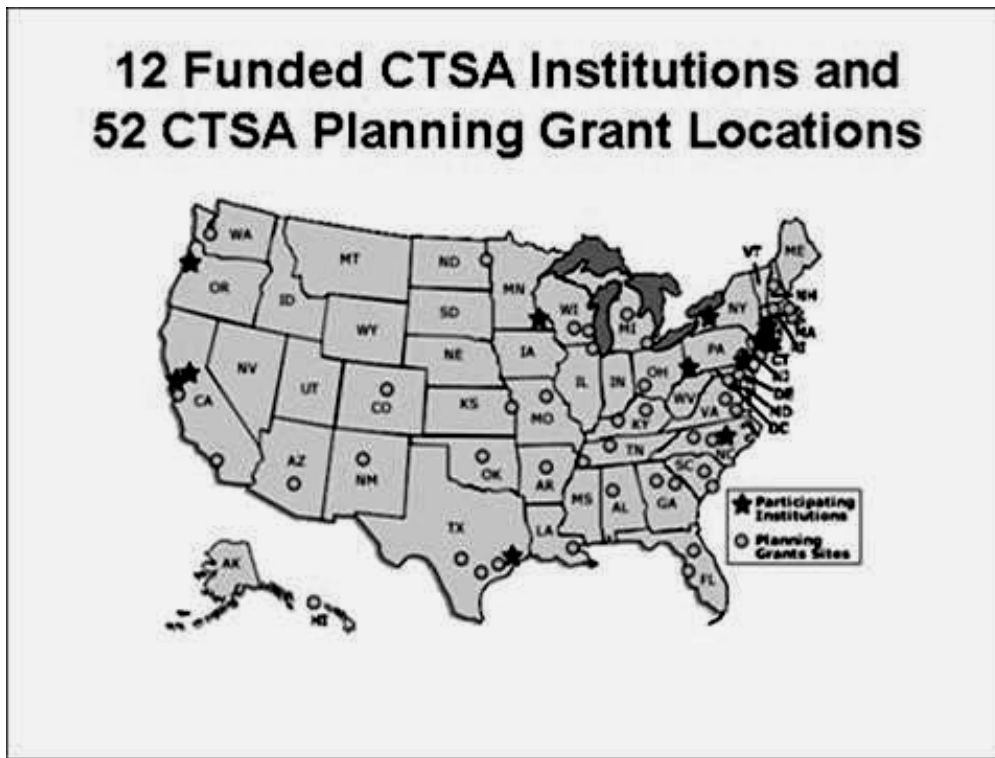 12 Funded CTSA Institutions and
52 CTSA Planning Grant Locations
WA
MT
ND
MN
VT
ME
OR
ID
WY
SD
WI
MI
NY
NH
MA
RI
NV
UT
CO
NE
IA
IL
IN
OH
PA
CT
NJ
CA
KS
MO
KY
WV
VA
DE
MD
DC
AZ
NM
OK
AR
TN
NC
SC
TX
LA
MS
AL
GA
FL
AK
HI
Participating
Institutions
Planning
Grants Sites